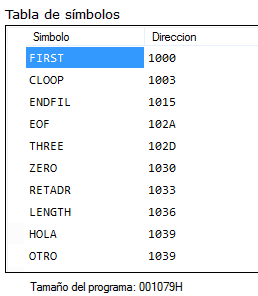 Tabla de símbolos
Simbolo Direccion
FIRST 1000
CLOOP 1003
ENDFIL 1015
EOF 102A
THREE 102D
ZERO 1030
RETADR 1033
LENGTH 1036
HOLA 1039
OTRO 1039
Tamaño del programa: 001079H